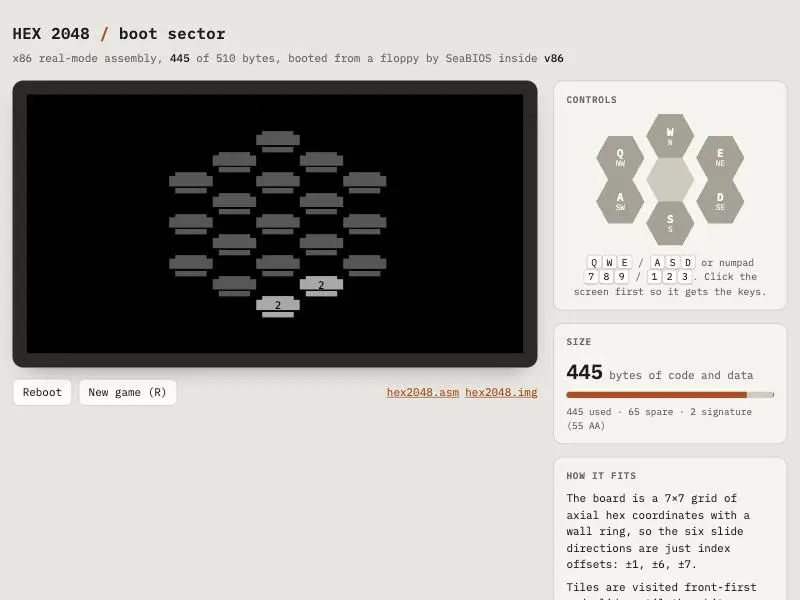 HEX 2048 / boot sector
x86 real-mode assembly, 445 of 510 bytes, booted from a floppy by SeaBIOS inside v86
2
2
Reboot
New game (R)
hex2048.asm hex2048.img
CONTROLS
W
N
Q
NW
E
NE
A
SW
D
SE
S
S
Q W E / A S D or numpad
7 8 9 / 1 2 3. Click the
screen first so it gets the keys.
SIZE
445 bytes of code and data
445 used · 65 spare · 2 signature
(55 AA)
HOW IT FITS
The board is a 7×7 grid of
axial hex coordinates with a
wall ring, so the six slide
directions are just index
offsets: ±1, ±6, ±7.
Tiles are visited front-first